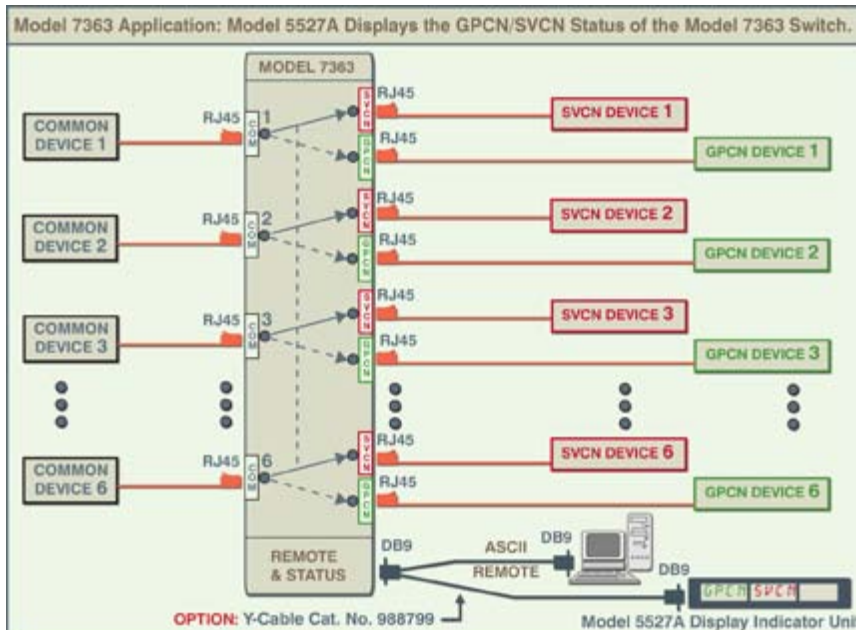 Model 7363 Application: Model 5527A Displays the GPCN/SVCN Status of the Model 7363 Switch.
MODEL 7363
COMMON
DEVICE 1
RJ45
COM
1
SVCN
RJ45
SVCN DEVICE 1
GPCN
RJ45
GPCN DEVICE 1
COMMON
DEVICE 2
RJ45
COM
2
SVCN
RJ45
SVCN DEVICE 2
GPCN
RJ45
GPCN DEVICE 2
COMMON
DEVICE 3
RJ45
COM
3
SVCN
RJ45
SVCN DEVICE 3
GPCN
RJ45
GPCN DEVICE 3
COMMON
DEVICE 6
RJ45
COM
6
SVCN
RJ45
SVCN DEVICE 6
GPCN
RJ45
GPCN DEVICE 6
REMOTE
& STATUS
DB9
ASCII
REMOTE
DB9
DB9
GPCN SVCN
OPTION: Y-Cable Cat. No. 988799
Model 5527A Display Indicator Unit